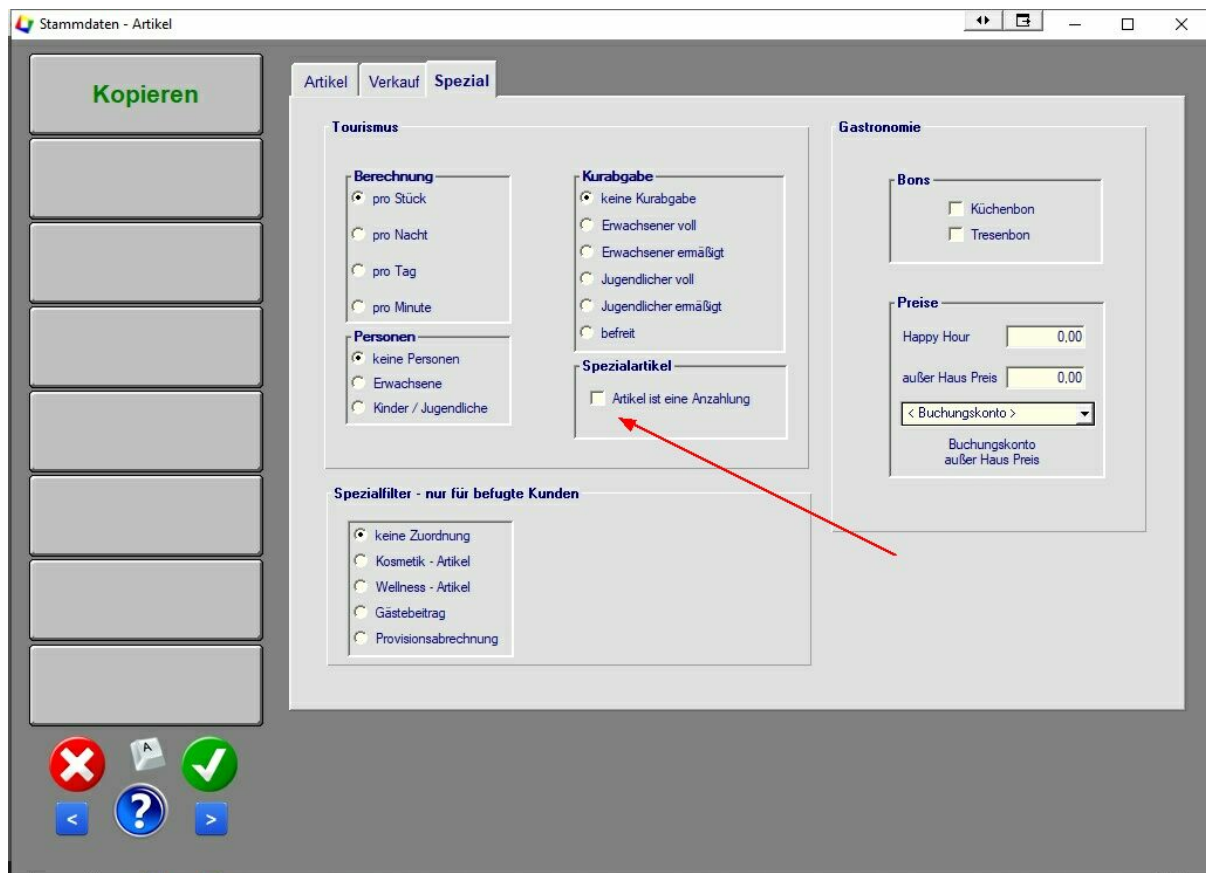 Stammdaten - Artikel
Kopieren
Artikel
Verkauf
Spezial
Tourismus
Berechnung
pro Stück
pro Nacht
pro Tag
pro Minute
Personen
keine Personen
Erwachsene
Kinder / Jugendliche
Kurabgabe
keine Kurabgabe
Erwachsener voll
Erwachsener ermäßigt
Jugendlicher voll
Jugendlicher ermäßigt
befreit
Spezialartikel
Artikel ist eine Anzahlung
Spezialfilter - nur für befugte Kunden
keine Zuordnung
Kosmetik - Artikel
Wellness - Artikel
Gästebeitrag
Provisionsabrechnung
Gastronomie
Bons
Küchenbon
Tresenbon
Preise
Happy Hour 0,00
außer Haus Preis 0,00
< Buchungskonto >
Buchungskonto
außer Haus Preis
A
< ? >